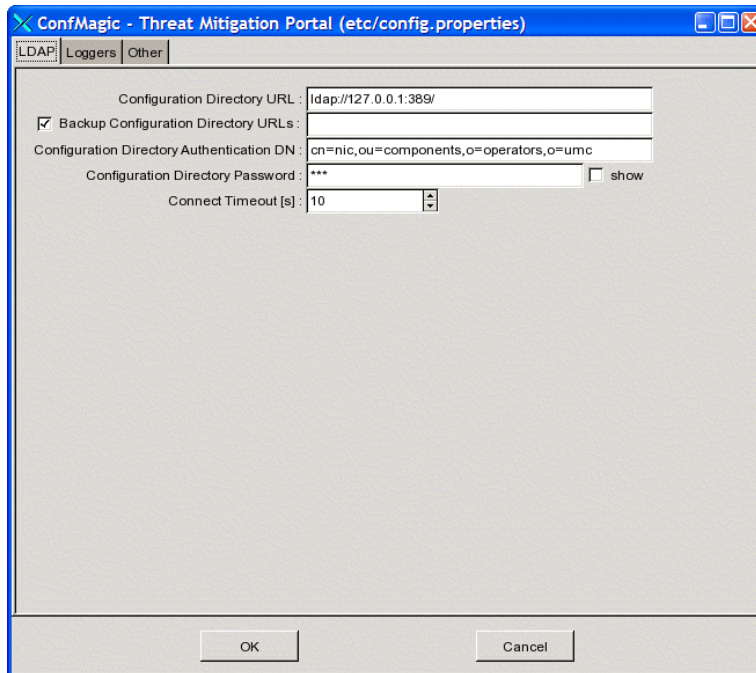 ConfMagic - Threat Mitigation Portal (etc/config.properties)
LDAP Loggers Other
Configuration Directory URL : ldap://127.0.0.1:389/
Backup Configuration Directory URLs :
Configuration Directory Authentication DN : cn=nic,ou=components,o=operators,o=umc
Configuration Directory Password : *** show
Connect Timeout [s] : 10
OK Cancel